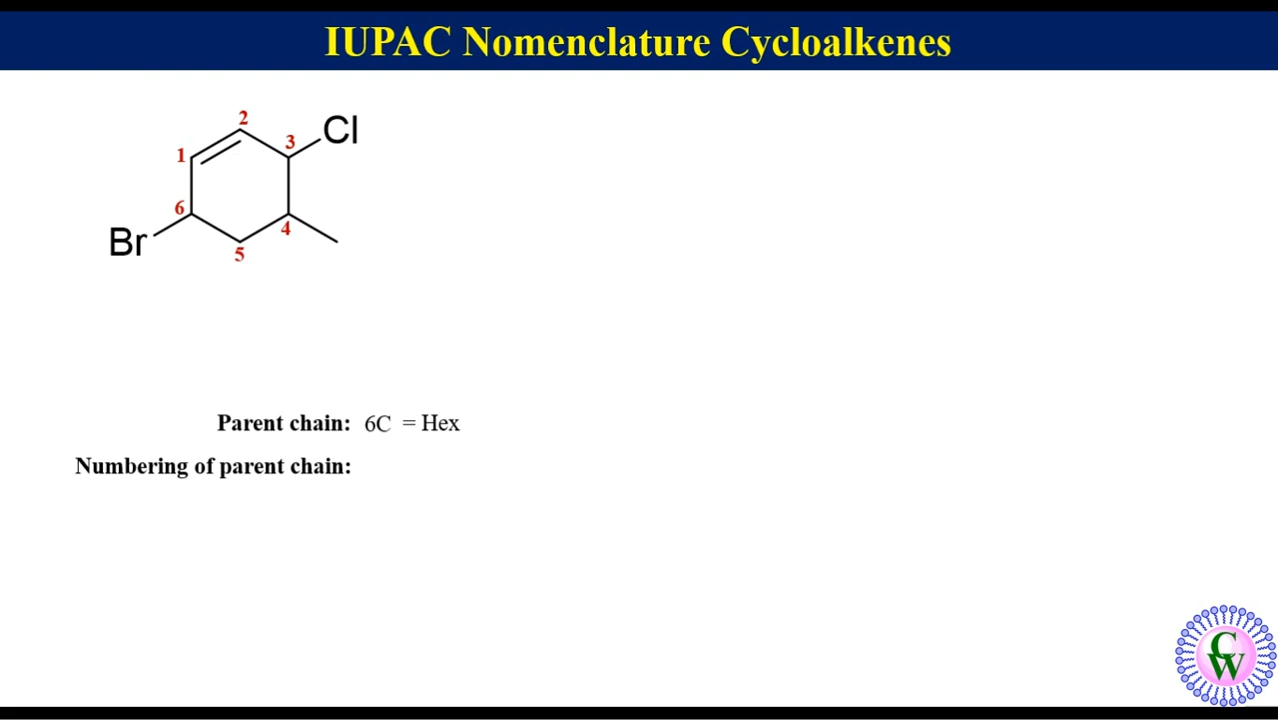 IUPAC Nomenclature Cycloalkenes
2
Cl
3
1
6
Br
4
5
Parent chain: 6C = Hex
Numbering of parent chain:
CW